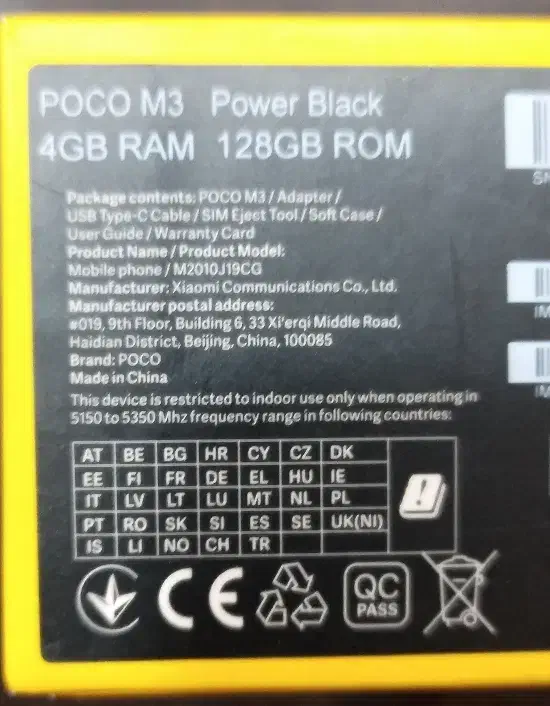 POCO M3 Power Black
4GB RAM 128GB ROM
SN
Package contents: POCO M3 / Adapter /
USB Type-C Cable / SIM Eject Tool / Soft Case /
User Guide / Warranty Card
Product Name / Product Model:
Mobile phone / M2010J19CG
Manufacturer: Xiaomi Communications Co., Ltd.
Manufacturer postal address:
#019, 9th Floor, Building 6, 33 Xi'erqi Middle Road,
Haidian District, Beijing, China, 100085
Brand: POCO
Made in China
This device is restricted to indoor use only when operating in
5150 to 5350 Mhz frequency range in following countries:
AT BE BG HR CY CZ DK
EE FI FR DE EL HU IE
IT LV LT LU MT NL PL
PT RO SK SI ES SE UK(NI)
IS LI NO CH TR
CE
QC
PASS